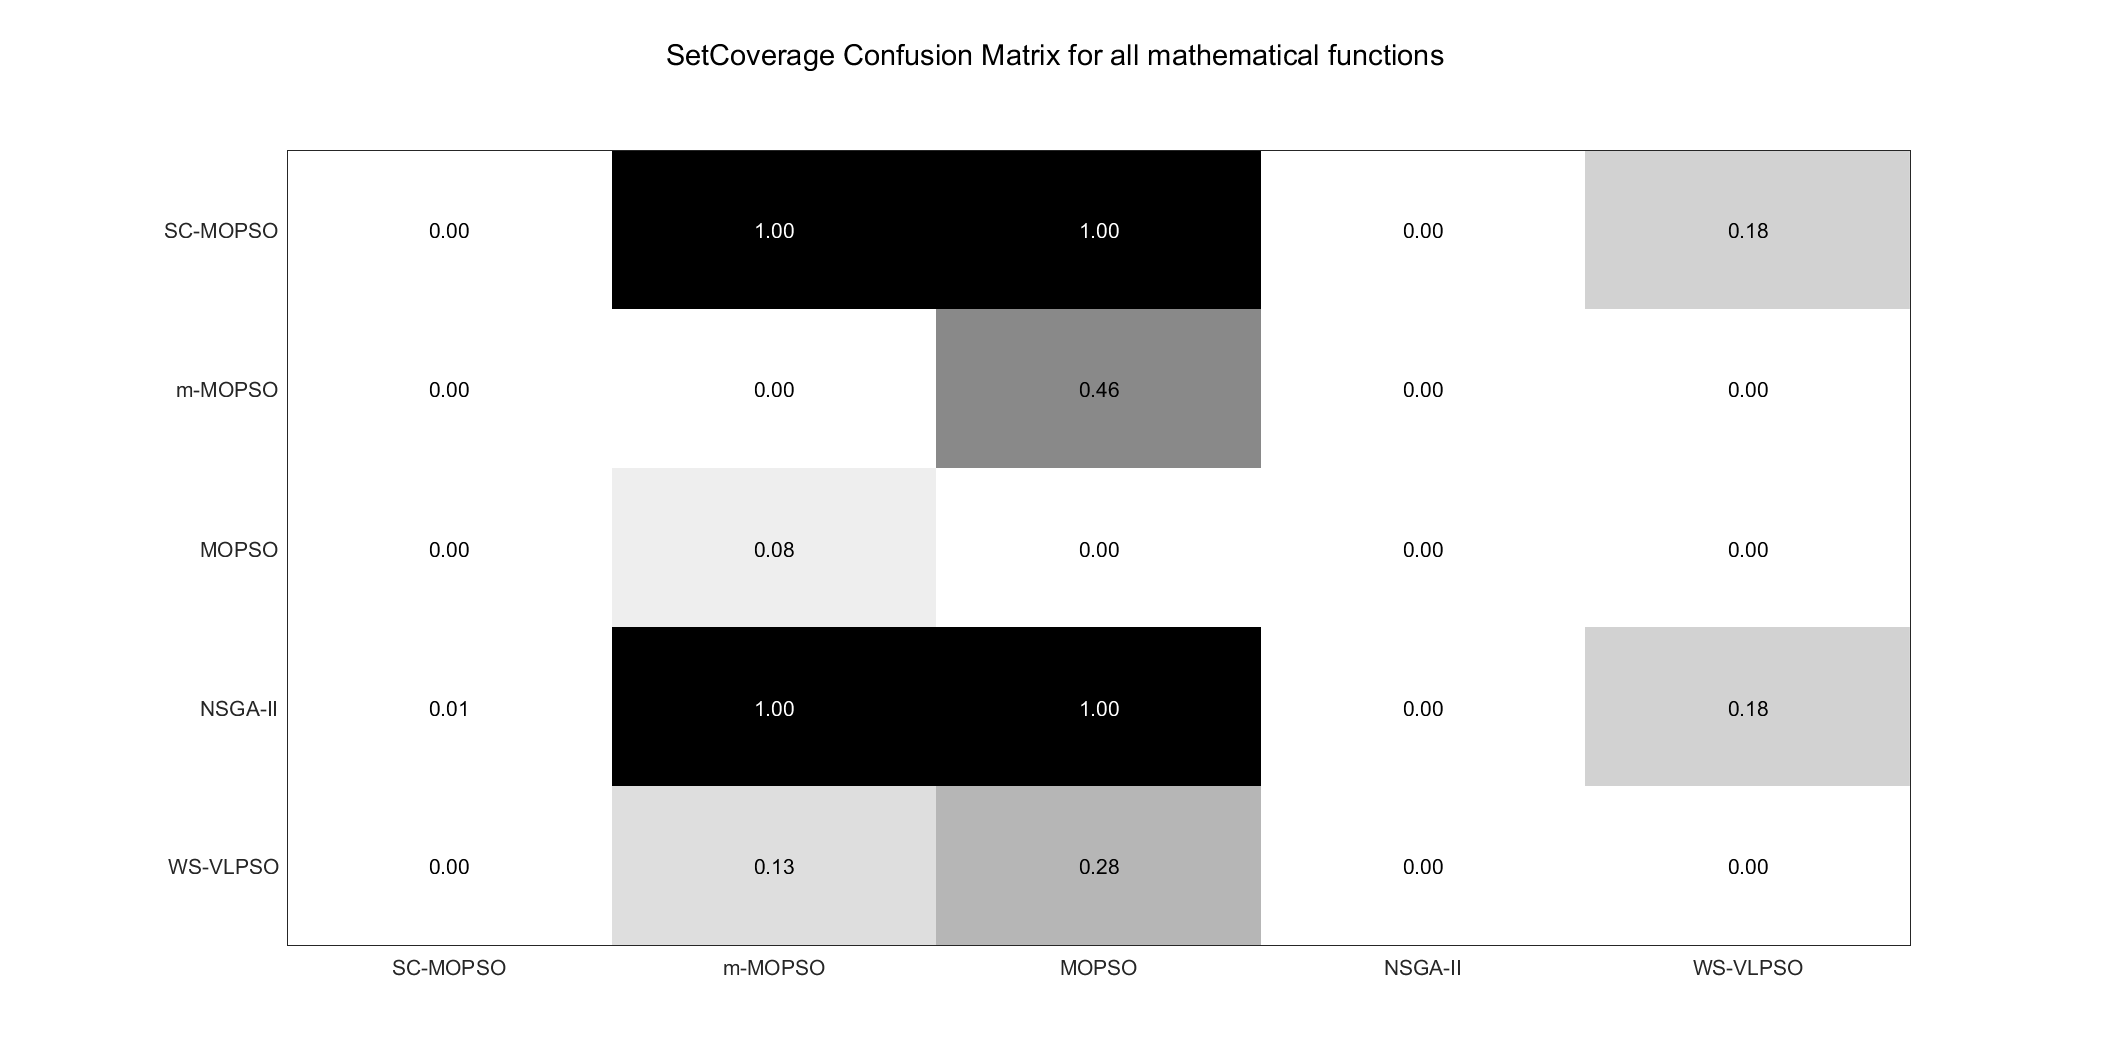 SetCoverage Confusion Matrix for all mathematical functions
SC-MOPSO 0.00 1.00 1.00 0.00 0.18
m-MOPSO 0.00 0.00 0.46 0.00 0.00
MOPSO 0.00 0.08 0.00 0.00 0.00
NSGA-II 0.01 1.00 1.00 0.00 0.18
WS-VLPSO 0.00 0.13 0.28 0.00 0.00
SC-MOPSO m-MOPSO MOPSO NSGA-II WS-VLPSO